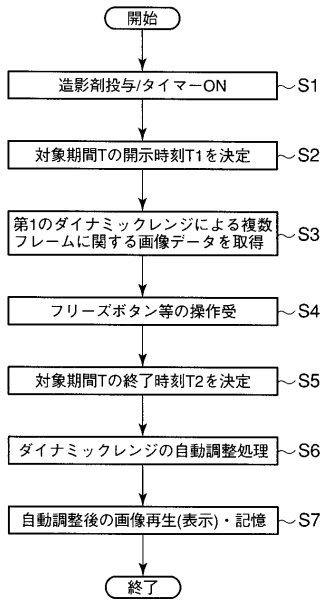 開始
造影剤投与/タイマーON
S1
対象期間Tの開示時刻T1を決定
S2
第1のダイナミックレンジによる複数
フレームに関する画像データを取得
S3
フリーズボタン等の操作受
S4
対象期間Tの終了時刻T2を決定
S5
ダイナミックレンジの自動調整処理
S6
自動調整後の画像再生(表示)・記憶
S7
終了